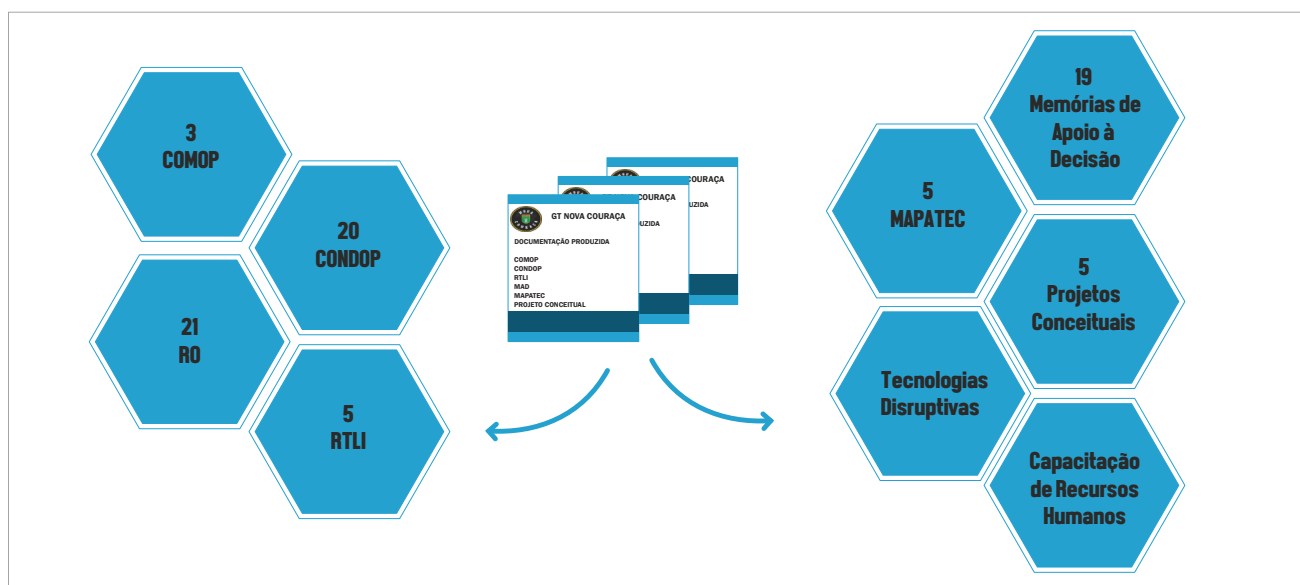 3
COMOP
20
CONDOP
21
RO
5
RTLI
GT NOVA COURAÇA
DOCUMENTAÇÃO PRODUZIDA
COMOP
CONDOP
RTLI
MAD
MAPATEC
PROJETO CONCEITUAL
COURAÇA
UZIDA
COURAÇA
UZIDA
19
Memórias de
Apoio à
Decisão
5
MAPATEC
5
Projetos
Conceituais
Tecnologias
Disruptivas
Capacitação
de Recursos
Humanos